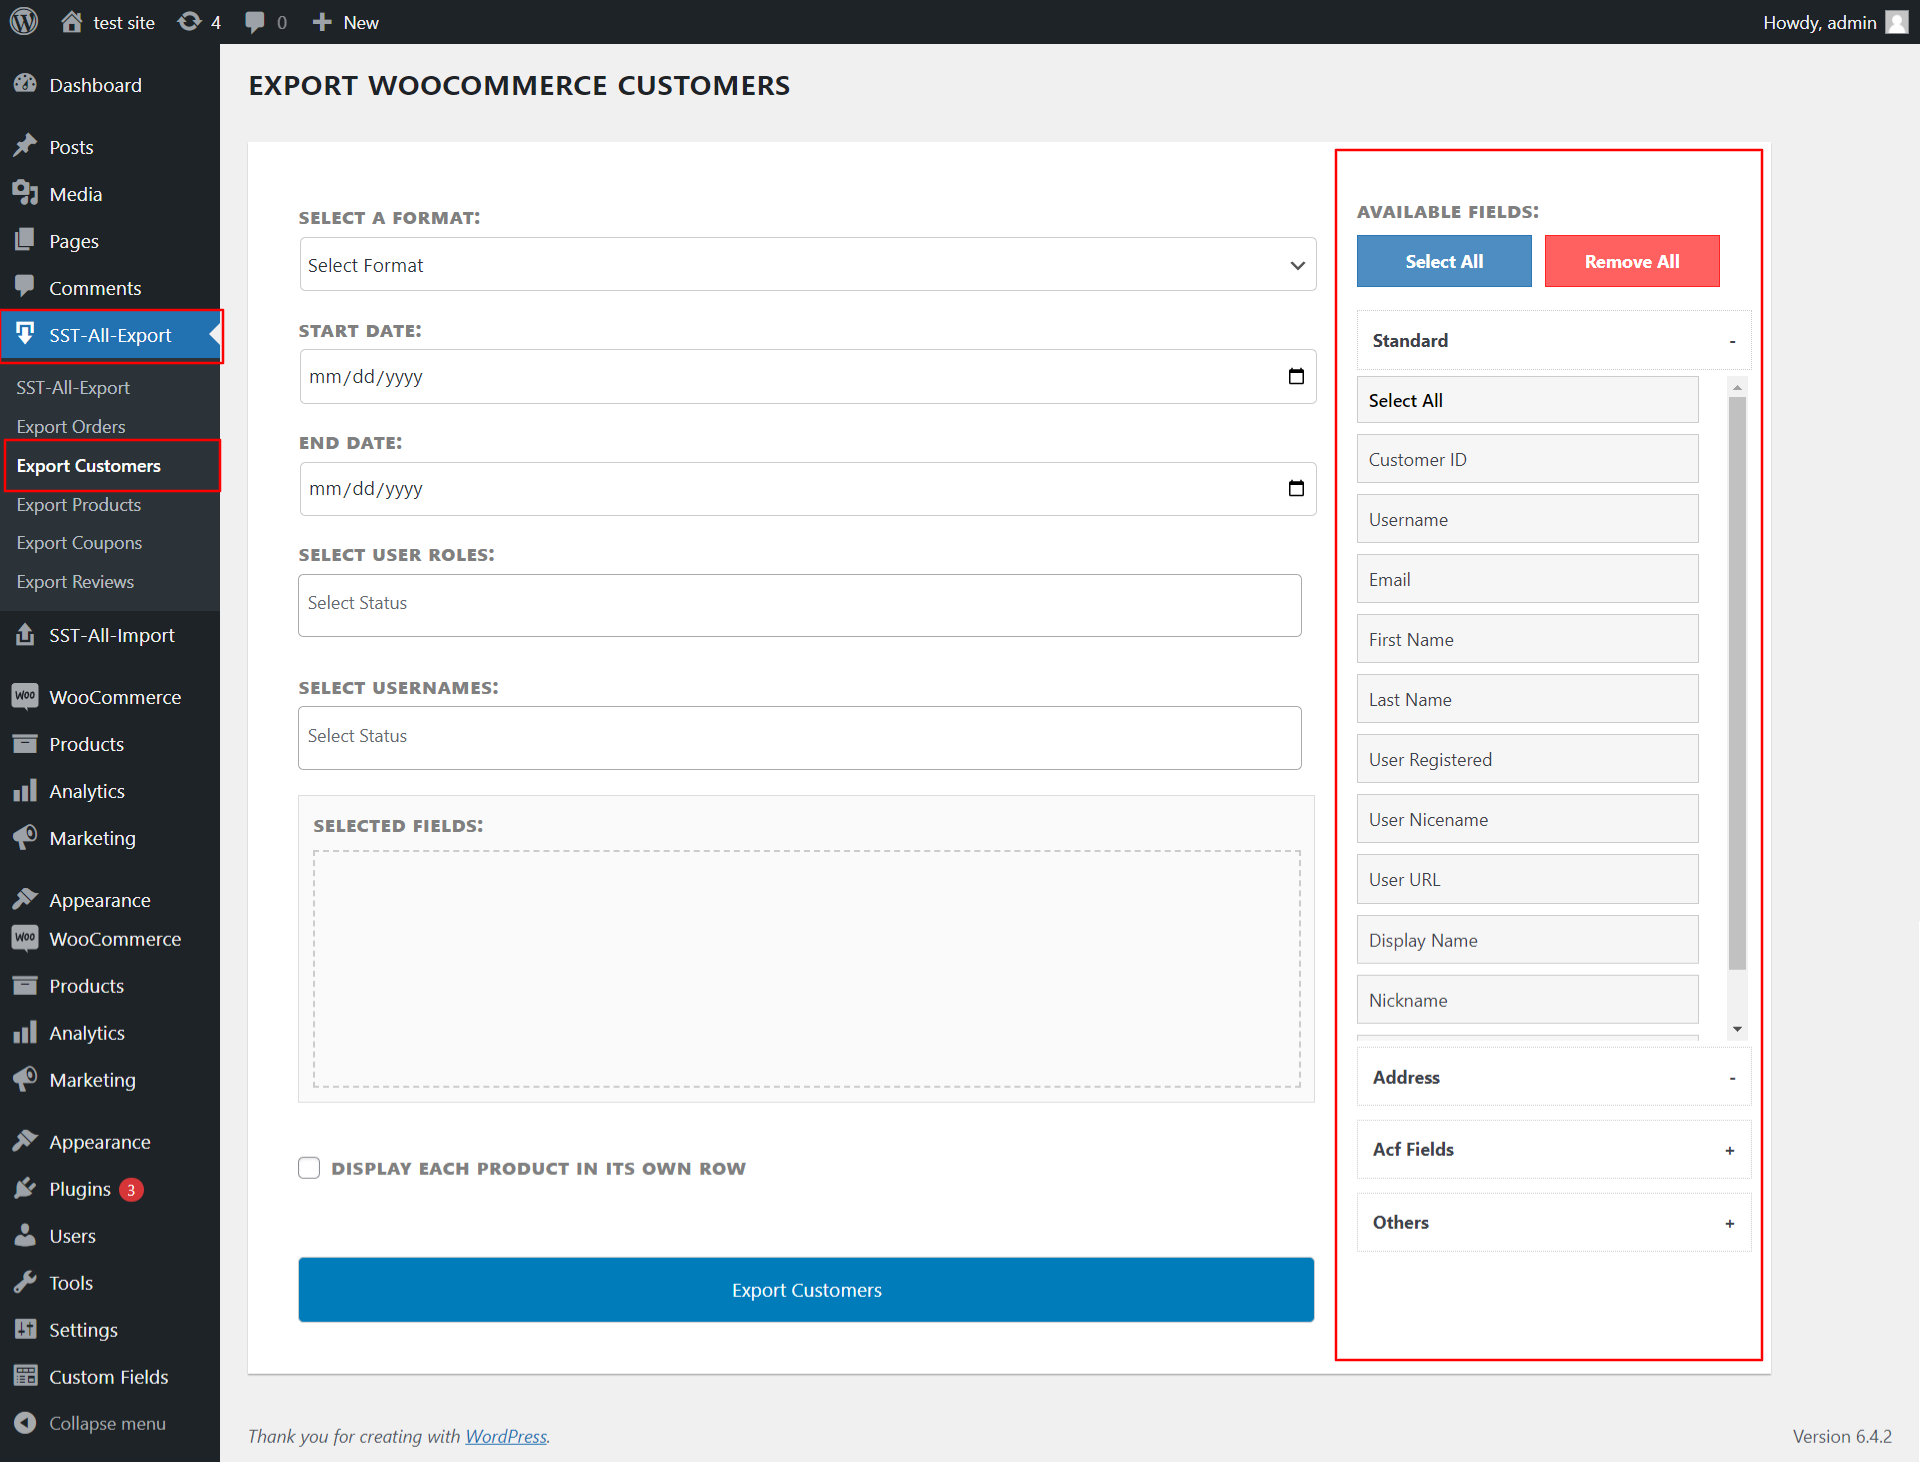 test site
4
0
New
Howdy, admin
Dashboard
Posts
Media
Pages
Comments
SST-All-Export
SST-All-Export
Export Orders
Export Customers
Export Products
Export Coupons
Export Reviews
SST-All-Import
WooCommerce
Products
Analytics
Marketing
Appearance
WooCommerce
Products
Analytics
Marketing
Appearance
Plugins 3
Users
Tools
Settings
Custom Fields
Collapse menu
EXPORT WOOCOMMERCE CUSTOMERS
SELECT A FORMAT:
Select Format
START DATE:
mm/dd/yyyy
END DATE:
mm/dd/yyyy
SELECT USER ROLES:
Select Status
SELECT USERNAMES:
Select Status
SELECTED FIELDS:
DISPLAY EACH PRODUCT IN ITS OWN ROW
Export Customers
AVAILABLE FIELDS:
Select All
Remove All
Standard -
Select All
Customer ID
Username
Email
First Name
Last Name
User Registered
User Nicename
User URL
Display Name
Nickname
Address -
Acf Fields +
Others +
Thank you for creating with WordPress.
Version 6.4.2